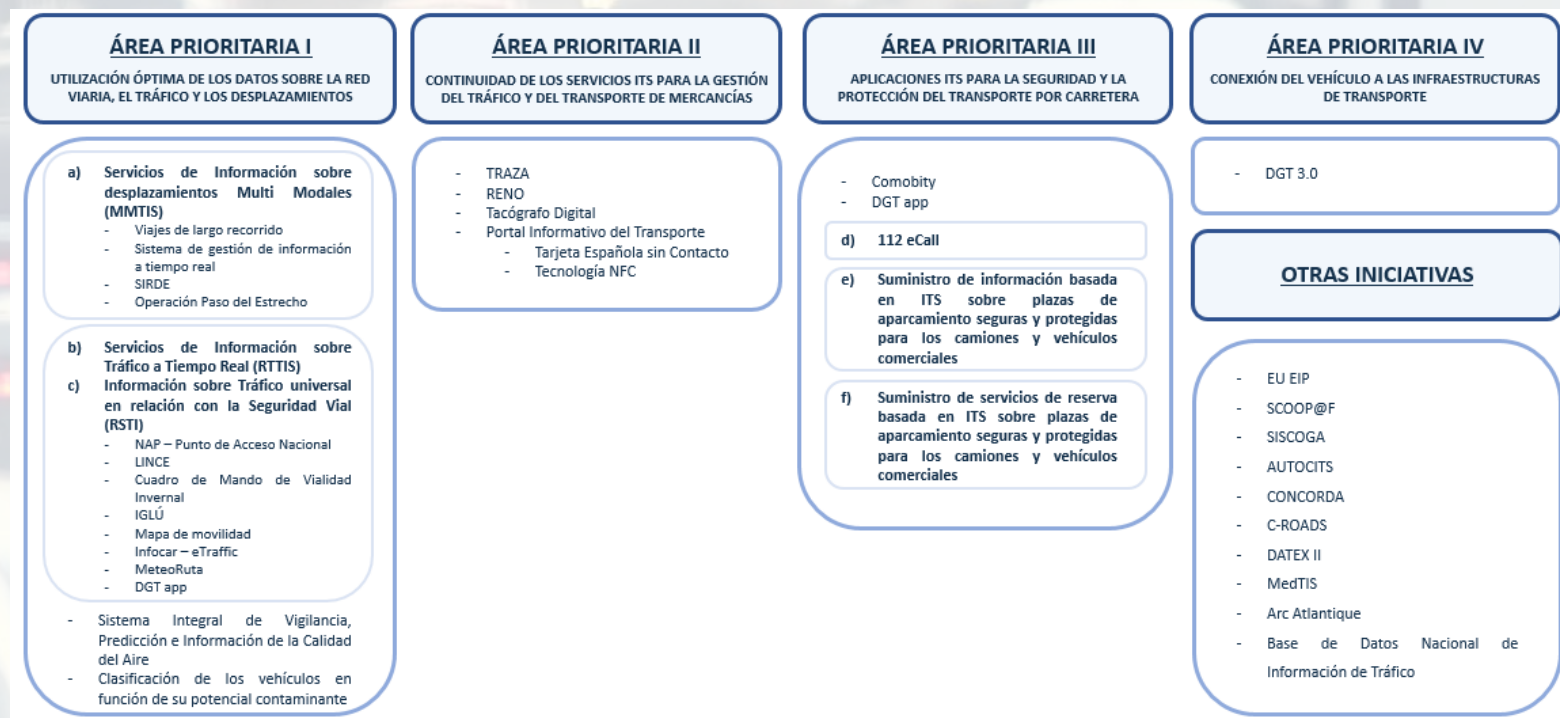 ÁREA PRIORITARIA I
UTILIZACIÓN ÓPTIMA DE LOS DATOS SOBRE LA RED
VIARIA, EL TRÁFICO Y LOS DESPLAZAMIENTOS
a) Servicios de Información sobre
desplazamientos Multi Modales
(MMTIS)
- Viajes de largo recorrido
- Sistema de gestión de información
a tiempo real
- SIRDE
- Operación Paso del Estrecho
b) Servicios de Información sobre
Tráfico a Tiempo Real (RTTIS)
c) Información sobre Tráfico universal
en relación con la Seguridad Vial
(RSTI)
- NAP – Punto de Acceso Nacional
- LINCE
- Cuadro de Mando de Vialidad
Invernal
- IGLÚ
- Mapa de movilidad
- Infocar – eTraffic
- MeteoRuta
- DGT app
- Sistema Integral de Vigilancia,
Predicción e Información de la Calidad
del Aire
- Clasificación de los vehículos en
función de su potencial contaminante
ÁREA PRIORITARIA II
CONTINUIDAD DE LOS SERVICIOS ITS PARA LA GESTIÓN
DEL TRÁFICO Y DEL TRANSPORTE DE MERCANCÍAS
- TRAZA
- RENO
- Tacógrafo Digital
- Portal Informativo del Transporte
- Tarjeta Española sin Contacto
- Tecnología NFC
ÁREA PRIORITARIA III
APLICACIONES ITS PARA LA SEGURIDAD Y LA
PROTECCIÓN DEL TRANSPORTE POR CARRETERA
- Comobity
- DGT app
d) 112 eCall
e) Suministro de información basada
en ITS sobre plazas de
aparcamiento seguras y protegidas
para los camiones y vehículos
comerciales
f) Suministro de servicios de reserva
basada en ITS sobre plazas de
aparcamiento seguras y protegidas
para los camiones y vehículos
comerciales
ÁREA PRIORITARIA IV
CONEXIÓN DEL VEHÍCULO A LAS INFRAESTRUCTURAS
DE TRANSPORTE
- DGT 3.0
OTRAS INICIATIVAS
- EU EIP
- SCOOP@F
- SISCOGA
- AUTOCITS
- CONCORDA
- C-ROADS
- DATEX II
- MedTIS
- Arc Atlantique
- Base de Datos Nacional de
Información de Tráfico